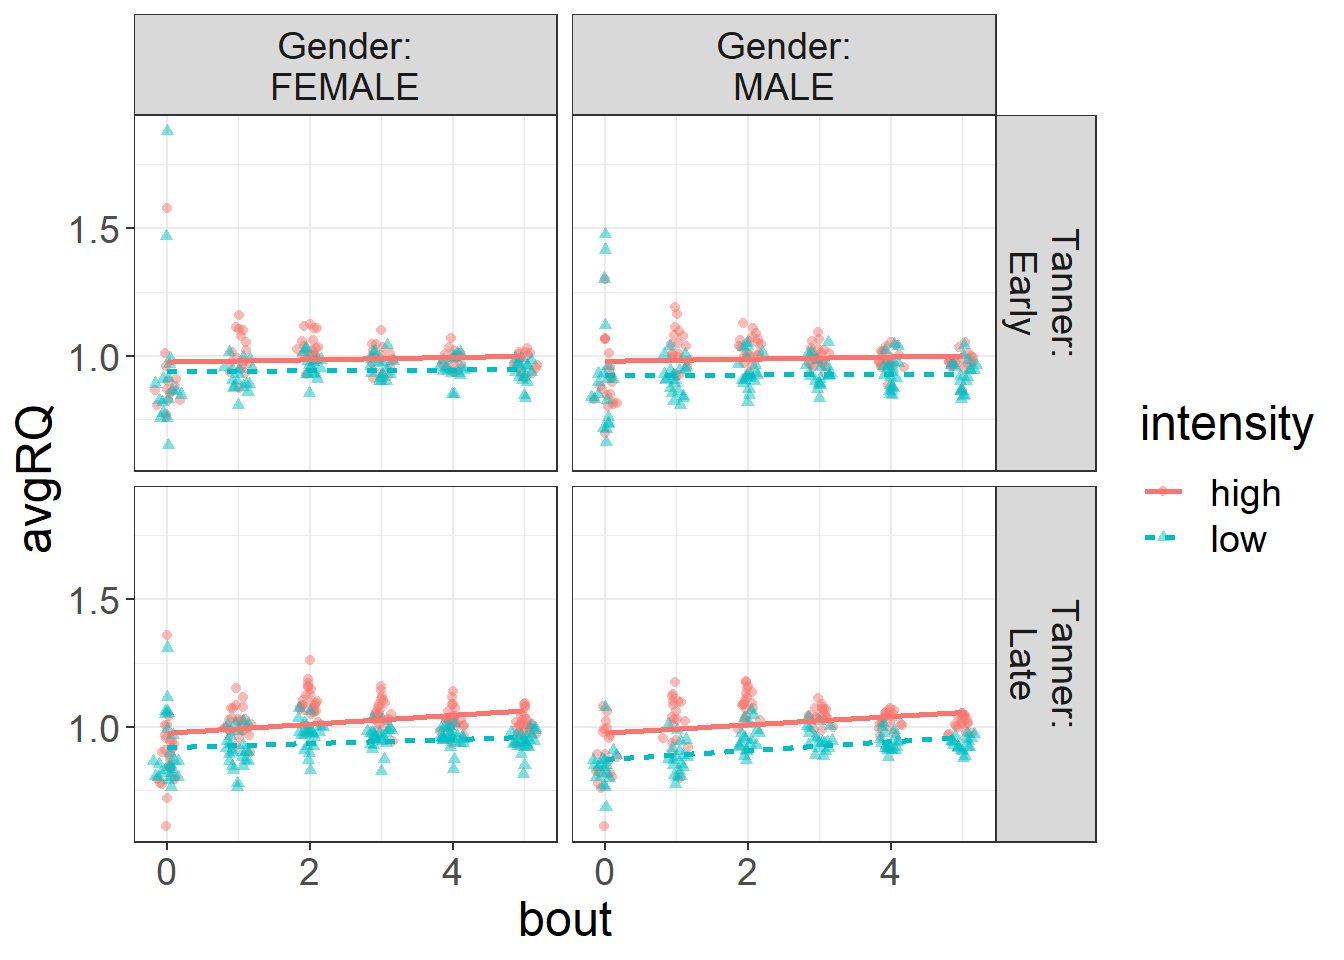 Gender:
FEMALE
Gender:
MALE
1.5
1.0
Tanner:
Early
1.5
1.0
Tanner:
Late
0
2
4
0
2
4
bout
avgRQ
intensity
high
low